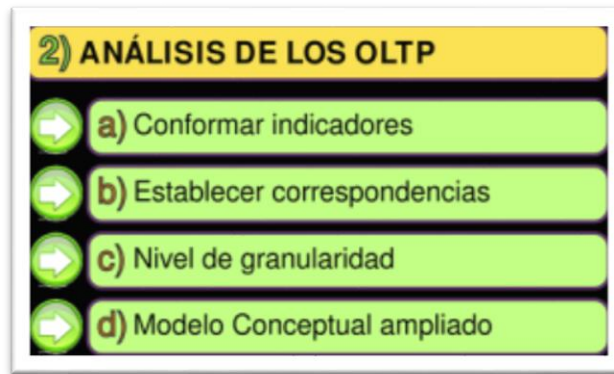 2) ANÁLISIS DE LOS OLTP
a) Conformar indicadores
b) Establecer correspondencias
c) Nivel de granularidad
d) Modelo Conceptual ampliado